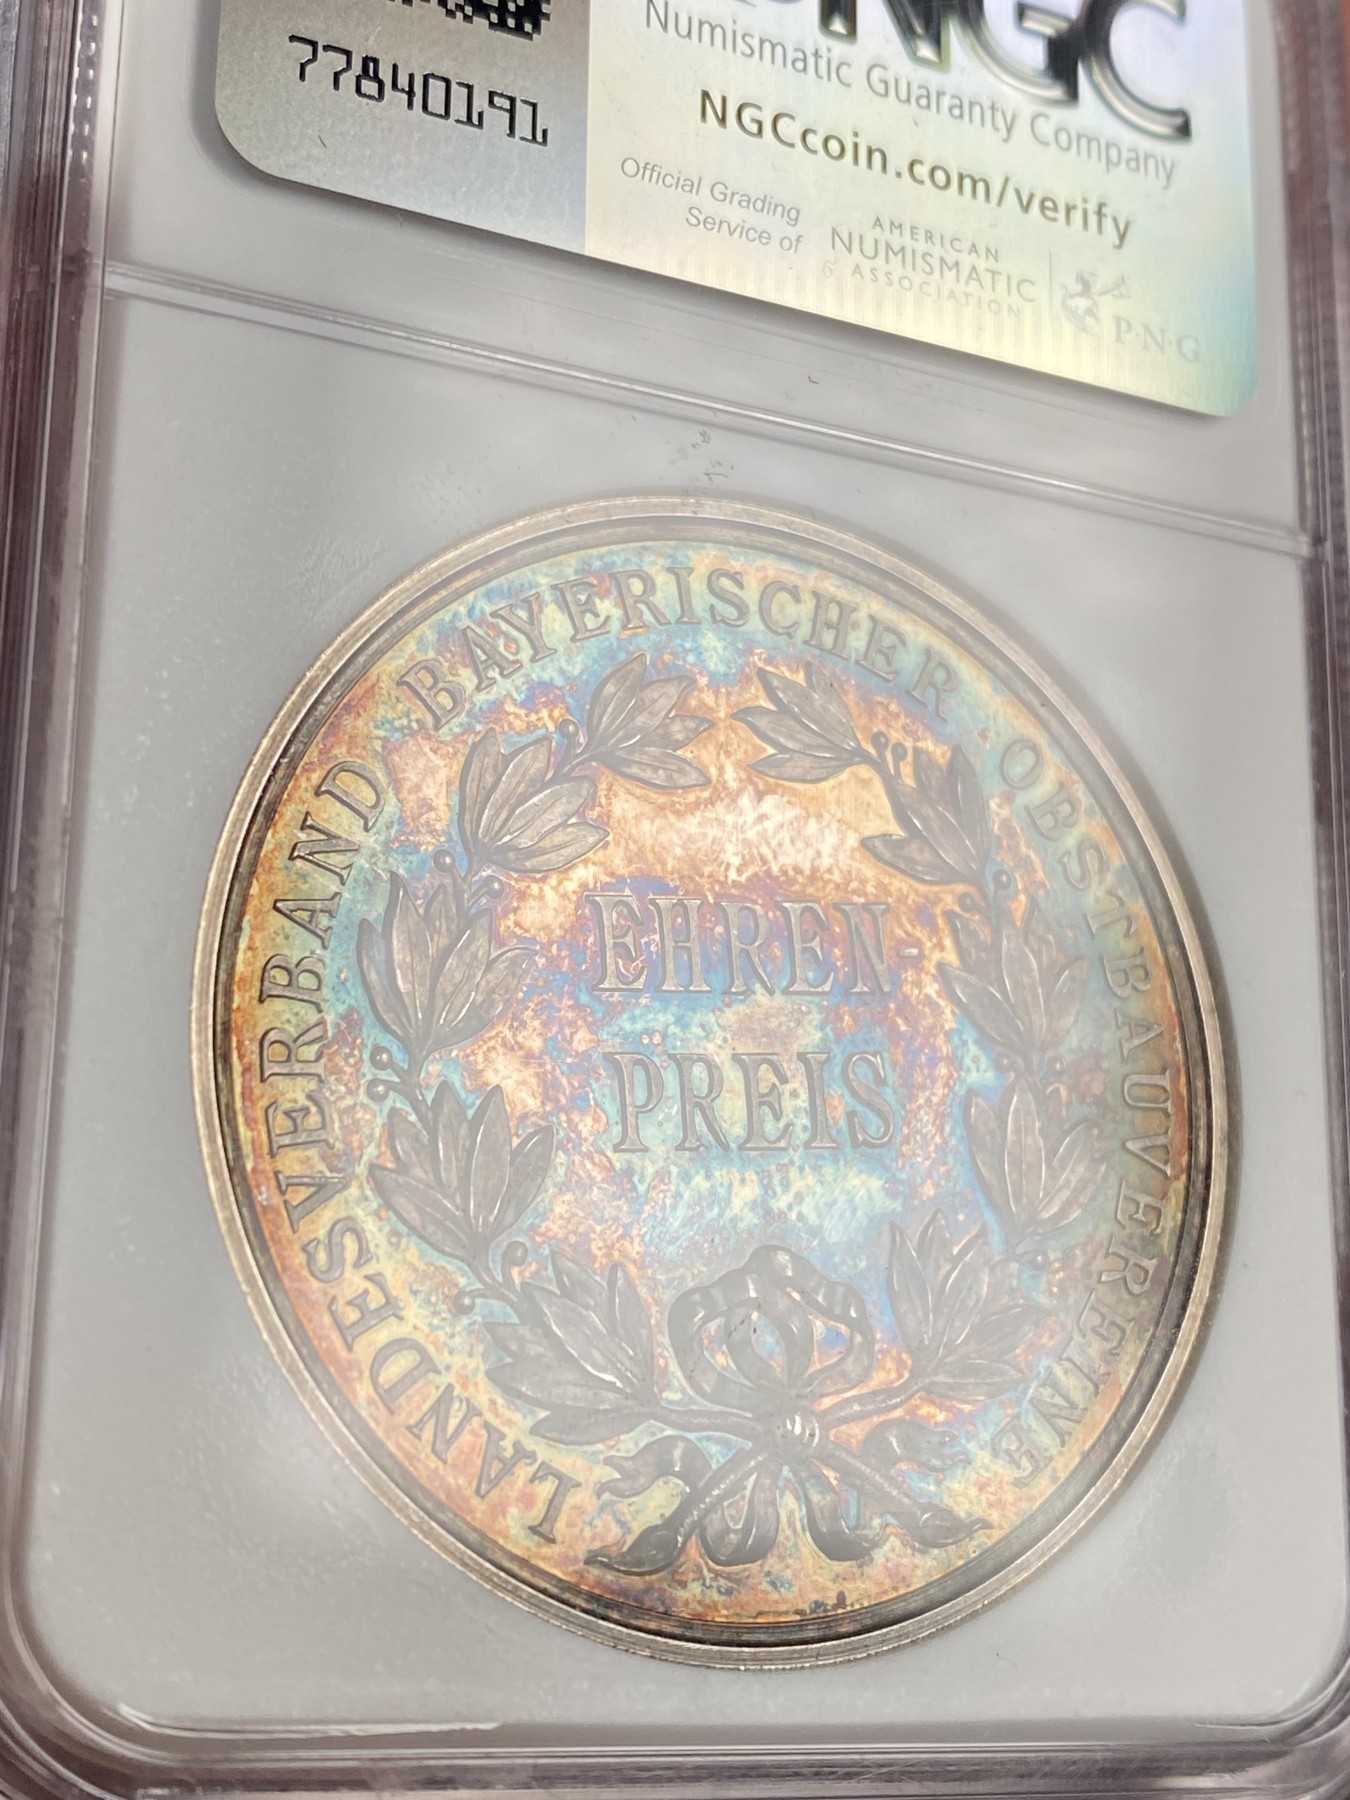 77840191
NGC
Numismatic Guaranty Company
NGCcoin.com/verify
Official Grading
Service of
AMERICAN
NUMISMATIC
ASSOCIATION
P·N·G
LANDESVERBAND BAYERISCHER OBSTBAUVEREINE
EHREN-
PREIS